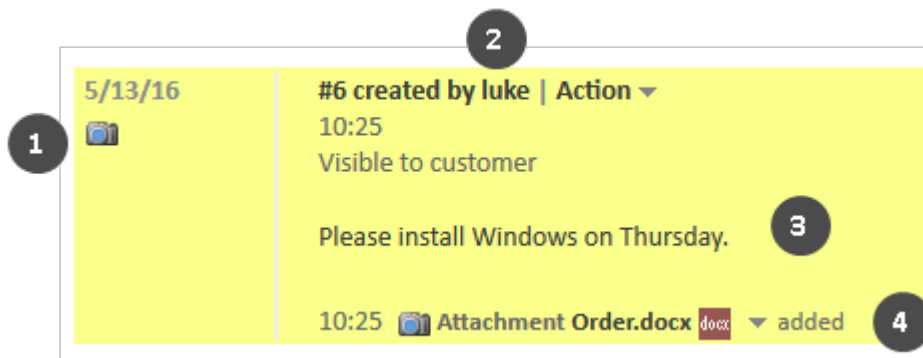 2
5/13/16 #6 created by luke | Action
1 10:25
Visible to customer
Please install Windows on Thursday. 3
10:25 Attachment Order.docx docx added 4